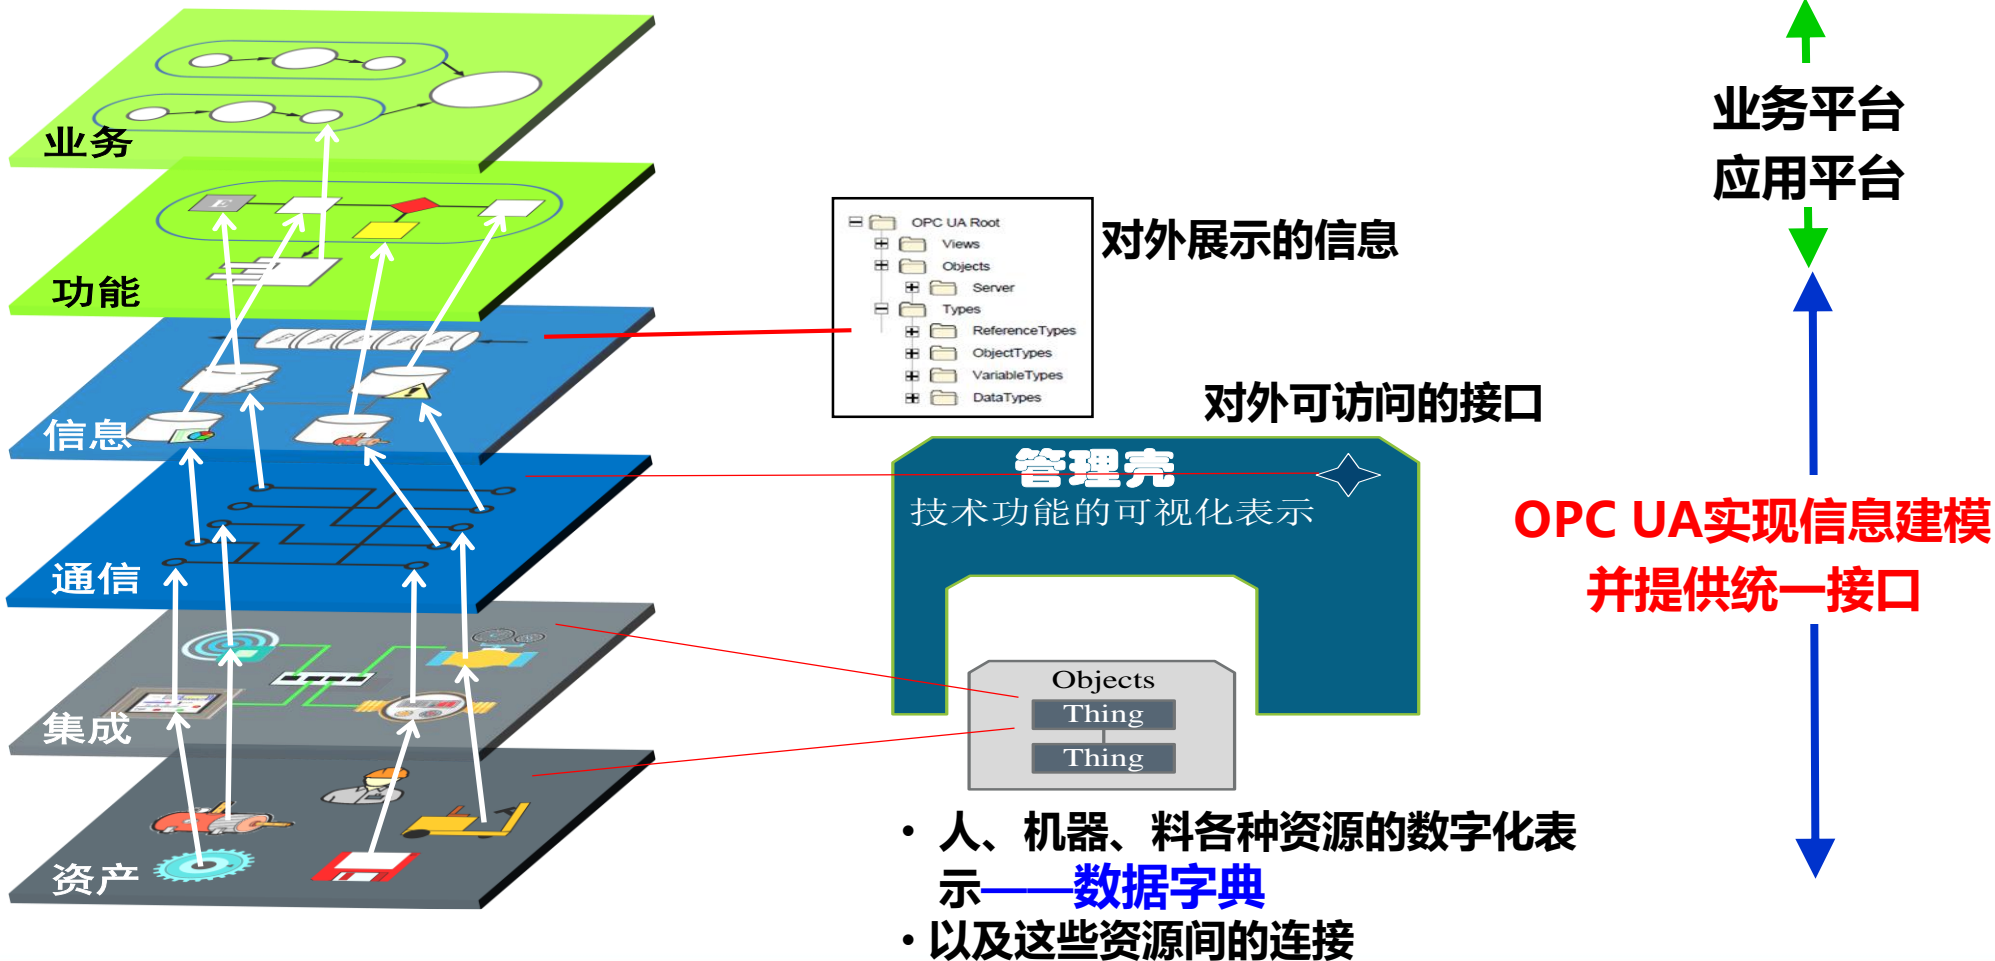 业务
功能
信息
通信
集成
资产
E
OPC UA Root
Views
Objects
Server
Types
ReferenceTypes
ObjectTypes
VariableTypes
DataTypes
对外展示的信息
对外可访问的接口
管理壳
技术功能的可视化表示
Objects
Thing
Thing
• 人、机器、料各种资源的数字化表
示——数据字典
• 以及这些资源间的连接
业务平台
应用平台
OPC UA实现信息建模
并提供统一接口